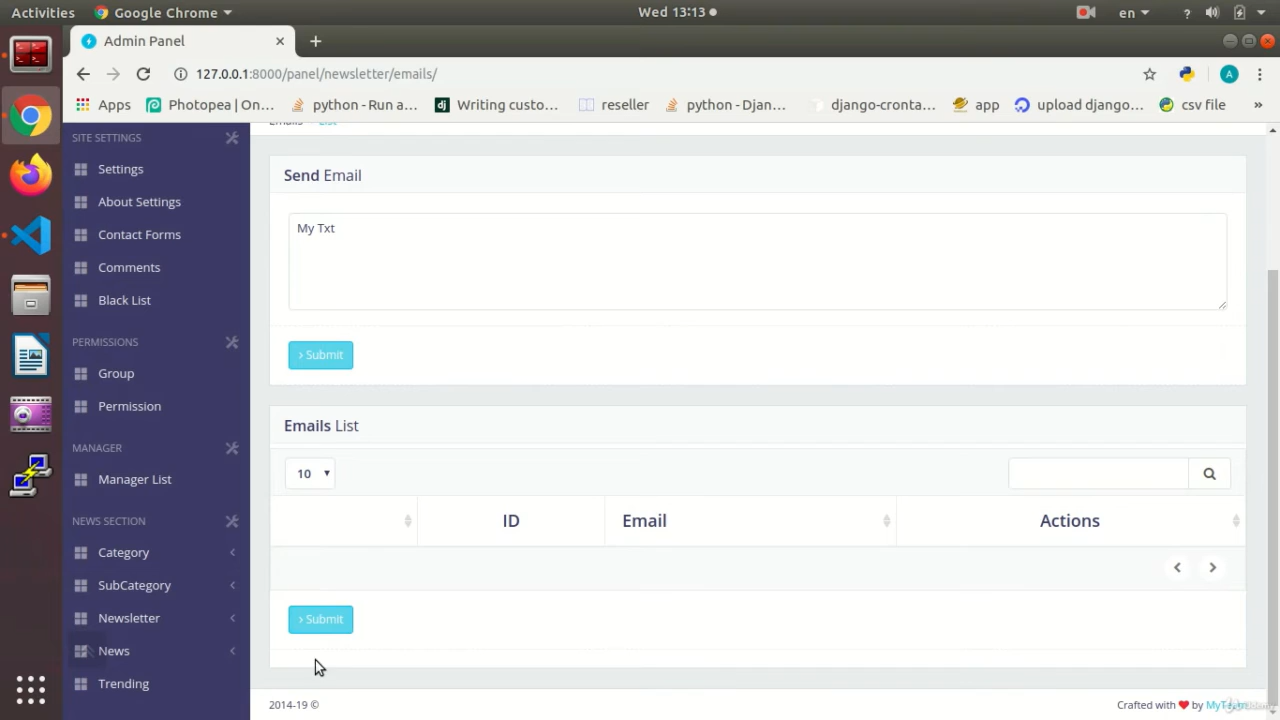 Activities Google Chrome Wed 13:13 en ?
Admin Panel
127.0.0.1:8000/panel/newsletter/emails/ A
Apps Photopea | On... python - Run a... dj Writing custo... reseller python - Djan... django-cronta... app upload django... csv file »
Emails List
SITE SETTINGS
Settings
About Settings
Contact Forms
Comments
Black List
PERMISSIONS
Group
Permission
MANAGER
Manager List
NEWS SECTION
Category
SubCategory
Newsletter
News
Trending
Send Email
My Txt
› Submit
Emails List
10
ID Email Actions
› Submit
2014-19 ©
Crafted with ❤ by